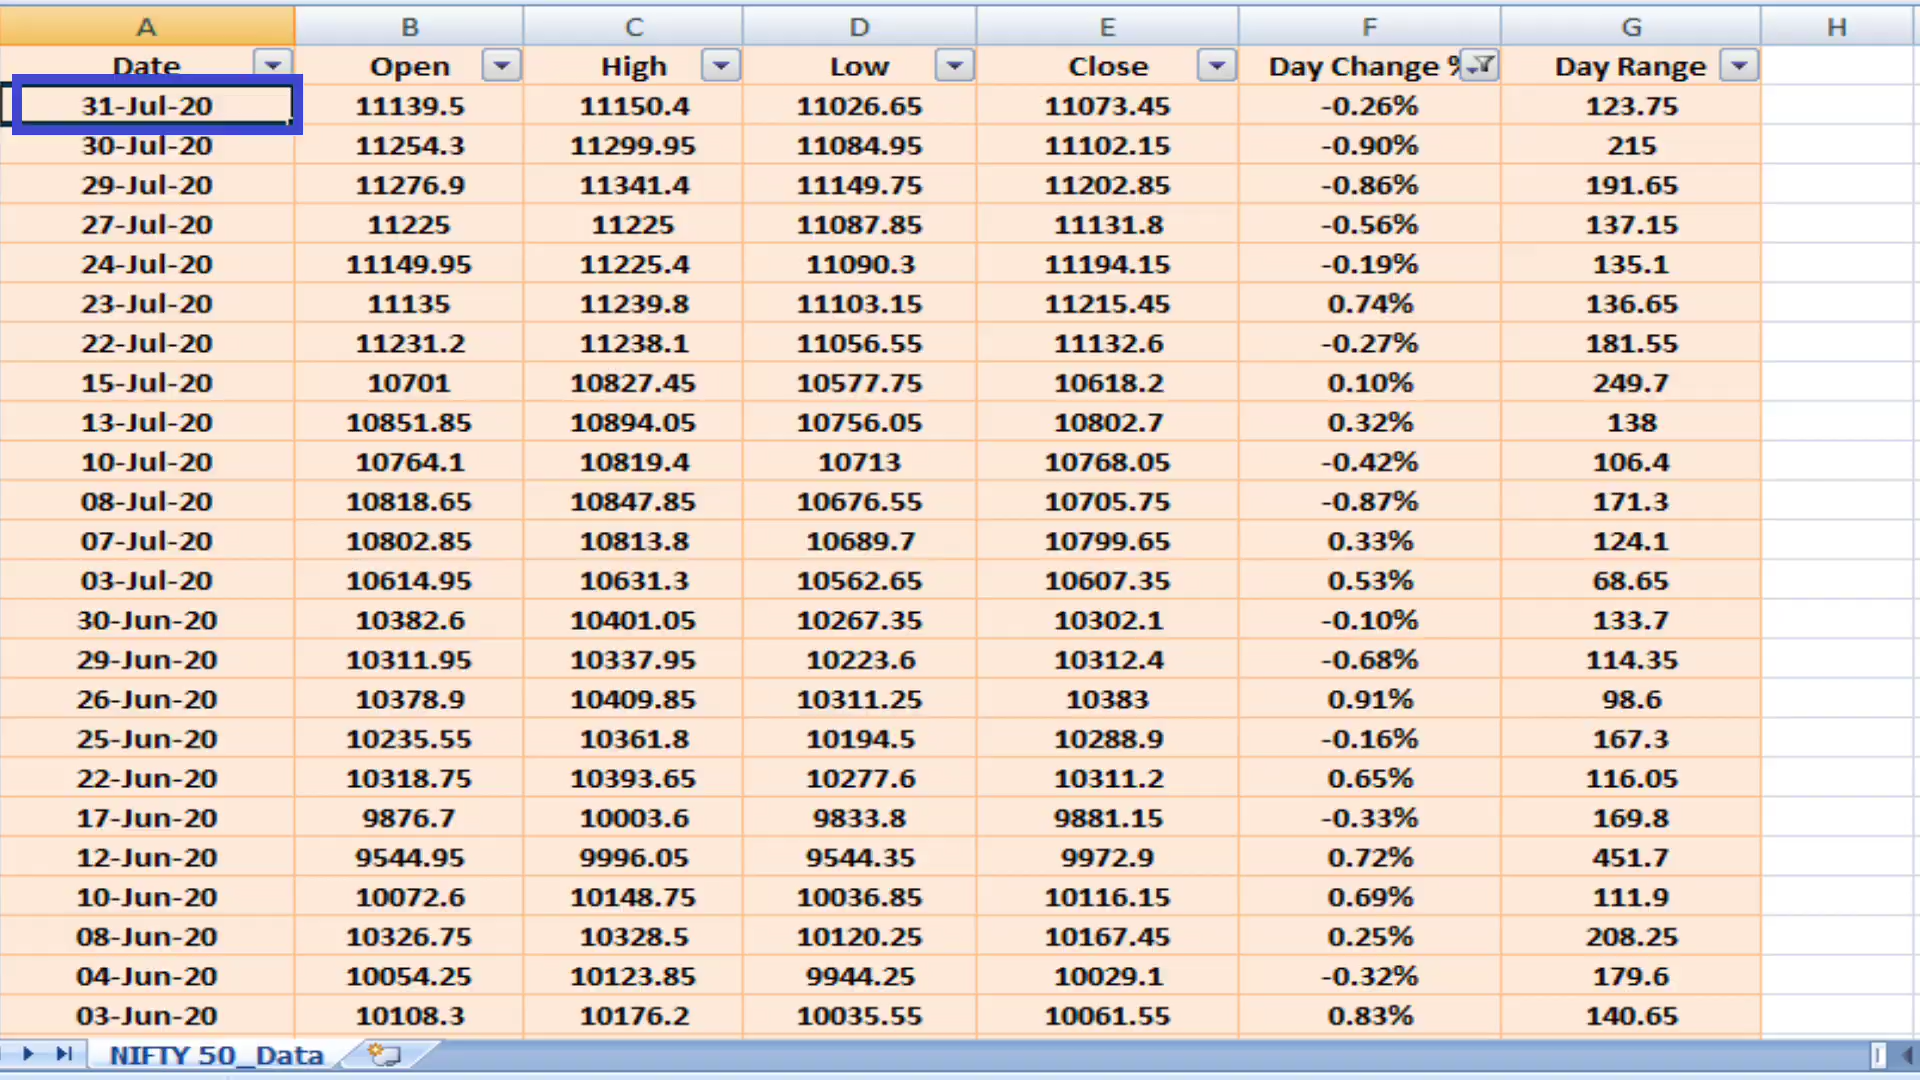 A B C D E F G H
Date Open High Low Close Day Change % Day Range
31-Jul-20 11139.5 11150.4 11026.65 11073.45 -0.26% 123.75
30-Jul-20 11254.3 11299.95 11084.95 11102.15 -0.90% 215
29-Jul-20 11276.9 11341.4 11149.75 11202.85 -0.86% 191.65
27-Jul-20 11225 11225 11087.85 11131.8 -0.56% 137.15
24-Jul-20 11149.95 11225.4 11090.3 11194.15 -0.19% 135.1
23-Jul-20 11135 11239.8 11103.15 11215.45 0.74% 136.65
22-Jul-20 11231.2 11238.1 11056.55 11132.6 -0.27% 181.55
15-Jul-20 10701 10827.45 10577.75 10618.2 0.10% 249.7
13-Jul-20 10851.85 10894.05 10756.05 10802.7 0.32% 138
10-Jul-20 10764.1 10819.4 10713 10768.05 -0.42% 106.4
08-Jul-20 10818.65 10847.85 10676.55 10705.75 -0.87% 171.3
07-Jul-20 10802.85 10813.8 10689.7 10799.65 0.33% 124.1
03-Jul-20 10614.95 10631.3 10562.65 10607.35 0.53% 68.65
30-Jun-20 10382.6 10401.05 10267.35 10302.1 -0.10% 133.7
29-Jun-20 10311.95 10337.95 10223.6 10312.4 -0.68% 114.35
26-Jun-20 10378.9 10409.85 10311.25 10383 0.91% 98.6
25-Jun-20 10235.55 10361.8 10194.5 10288.9 -0.16% 167.3
22-Jun-20 10318.75 10393.65 10277.6 10311.2 0.65% 116.05
17-Jun-20 9876.7 10003.6 9833.8 9881.15 -0.33% 169.8
12-Jun-20 9544.95 9996.05 9544.35 9972.9 0.72% 451.7
10-Jun-20 10072.6 10148.75 10036.85 10116.15 0.69% 111.9
08-Jun-20 10326.75 10328.5 10120.25 10167.45 0.25% 208.25
04-Jun-20 10054.25 10123.85 9944.25 10029.1 -0.32% 179.6
03-Jun-20 10108.3 10176.2 10035.55 10061.55 0.83% 140.65
NIFTY 50_Data